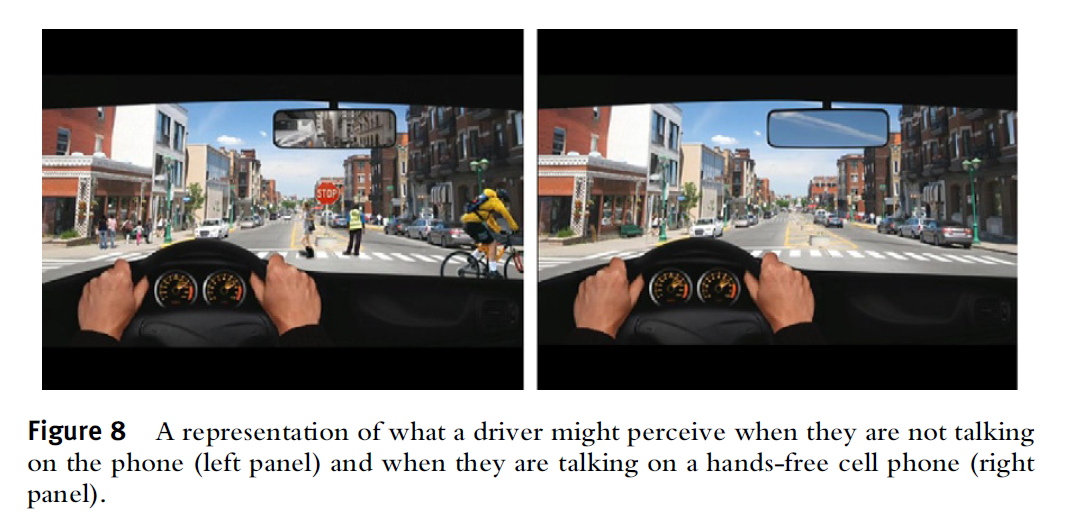 STOP
Figure 8 A representation of what a driver might perceive when they are not talking
on the phone (left panel) and when they are talking on a hands-free cell phone (right
panel).